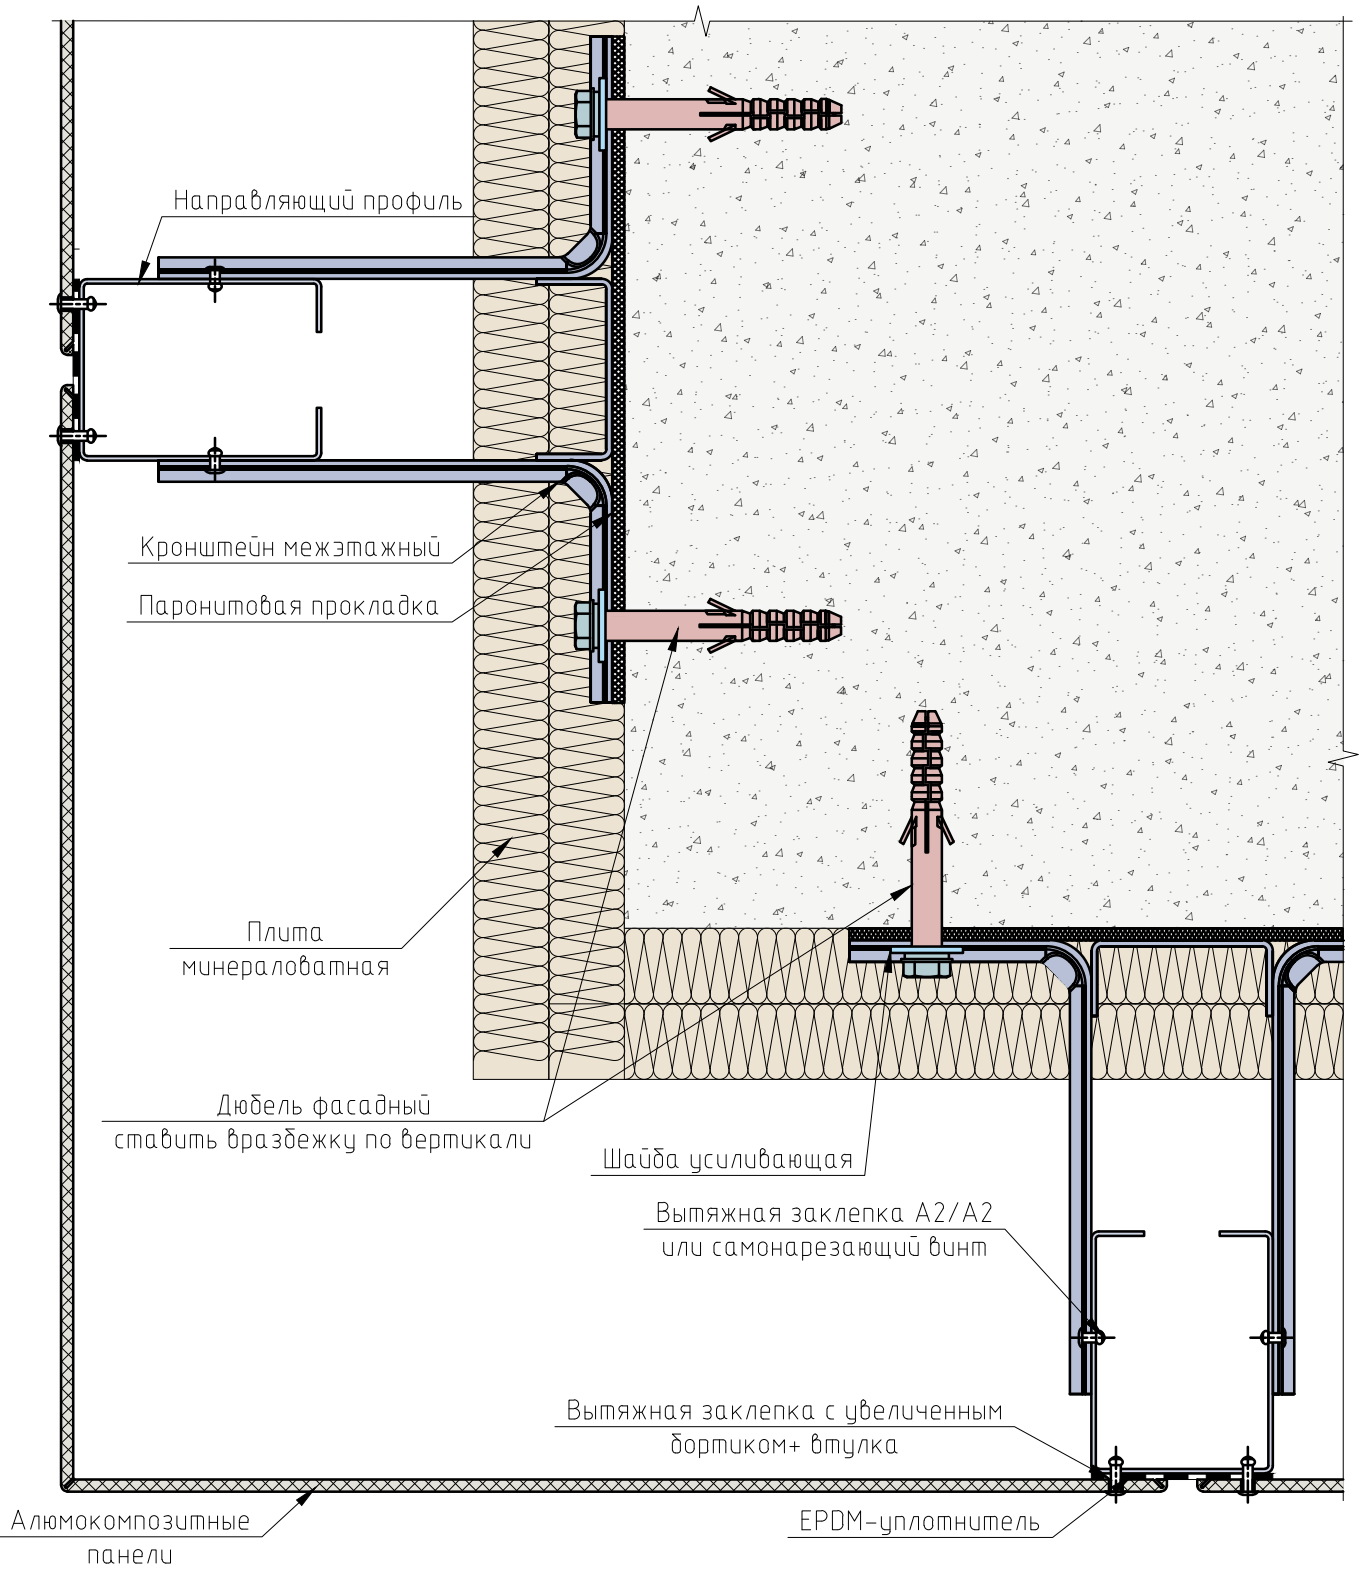 Направляющий профиль
Кронштейн межэтажный
Паронитовая прокладка
Плита
минераловатная
Дюбель фасадный
ставить вразбежку по вертикали
Шайба усиливающая
Вытяжная заклепка А2/А2
или самонарезающий винт
Вытяжная заклепка с увеличенным
бортиком+ втулка
Алюмокомпозитные
панели
EPDM-уплотнитель